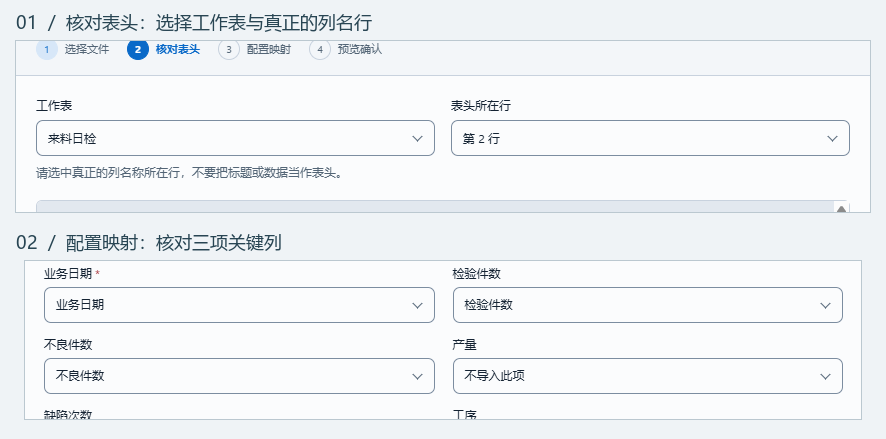 01 / 核对表头：选择工作表与真正的列名行
1 选择文件 2 核对表头 3 配置映射 4 预览确认
工作表 表头所在行
来料日检 第 2 行
请选中真正的列名称所在行，不要把标题或数据当作表头。
02 / 配置映射：核对三项关键列
业务日期 * 检验件数
业务日期 检验件数
不良件数 产量
不良件数 不导入此项
缺陷次数 工序